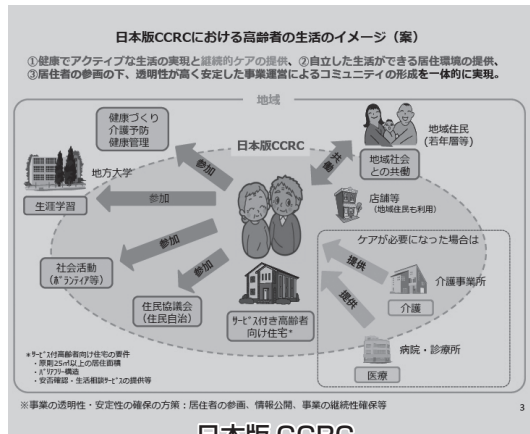 日本版CCRCにおける高齢者の生活のイメージ（案）
①健康でアクティブな生活の実現と継続的ケアの提供、②自立した生活ができる居住環境の提供、
③居住者の参画の下、透明性が高く安定した事業運営によるコミュニティの形成を一体的に実現。
地域
健康づくり
介護予防
健康管理
日本版CCRC
地域住民
（若年層等）
地域社会
との共働
共働
参加
地方大学
生涯学習
参加
店舗等
（地域住民も利用）
社会活動
（ボランティア等）
参加
住民協議会
（住民自治）
参加
サービス付き高齢者
向け住宅*
ケアが必要になった場合は
提供
介護事業所
介護
提供
病院・診療所
医療
*サービス付高齢者向け住宅の要件
・原則25㎡以上の居住面積
・バリアフリー構造
・安否確認・生活相談サービスの提供等
※事業の透明性・安定性の確保の方策：居住者の参画、情報公開、事業の継続性確保等
3
日本版 CCRC